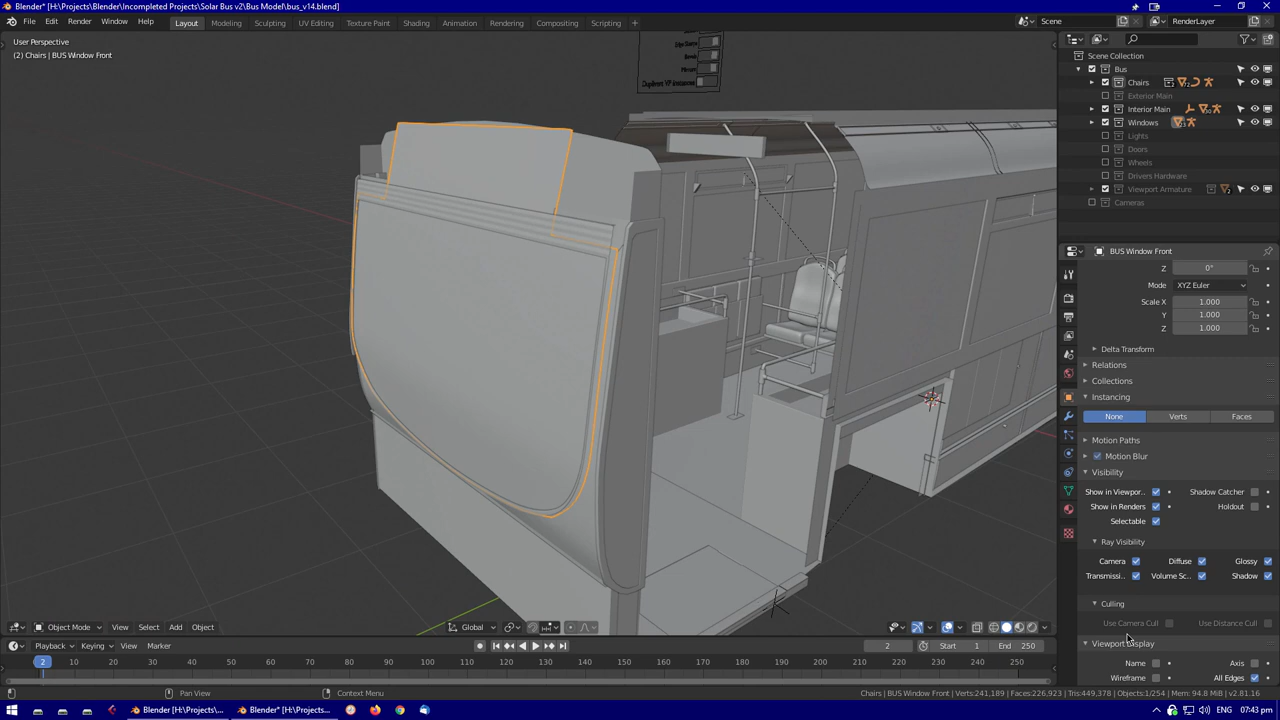 Blender* [H:\Projects\Blender\Incompleted Projects\Solar Bus v2\Bus Model\bus_v14.blend]
File Edit Render Window Help Layout Modeling Sculpting UV Editing Texture Paint Shading Animation Rendering Compositing Scripting + Scene RenderLayer
User Perspective
(2) Chairs | BUS Window Front
Scene Collection
Bus
Chairs
Exterior Main
Interior Main
Windows
Lights
Doors
Wheels
Drivers Hardware
Viewport Armature
Cameras
BUS Window Front
Z 0°
Mode XYZ Euler
Scale X 1.000
Y 1.000
Z 1.000
Delta Transform
Relations
Collections
Instancing
None Verts Faces
Motion Paths
Motion Blur
Visibility
Show in Viewpor.. Shadow Catcher
Show in Renders Holdout
Selectable
Ray Visibility
Camera Diffuse Glossy
Transmissi.. Volume Sc.. Shadow
Culling
Use Camera Cull Use Distance Cull
Viewport Display
Name Axis
Wireframe All Edges
Object Mode View Select Add Object Global
Playback Keying View Marker 2 Start 1 End 250
2 10 20 30 40 50 60 70 80 90 100 110 120 130 140 150 160 170 180 190 200 210 220 230 240 250
Pan View Context Menu Chairs | BUS Window Front | Verts:241,189 | Faces:226,923 | Tris:449,378 | Objects:1/254 | Mem: 94.8 MiB | v2.81.16
Blender [H:\Projects\... Blender* [H:\Projects... ENG 07:43 pm